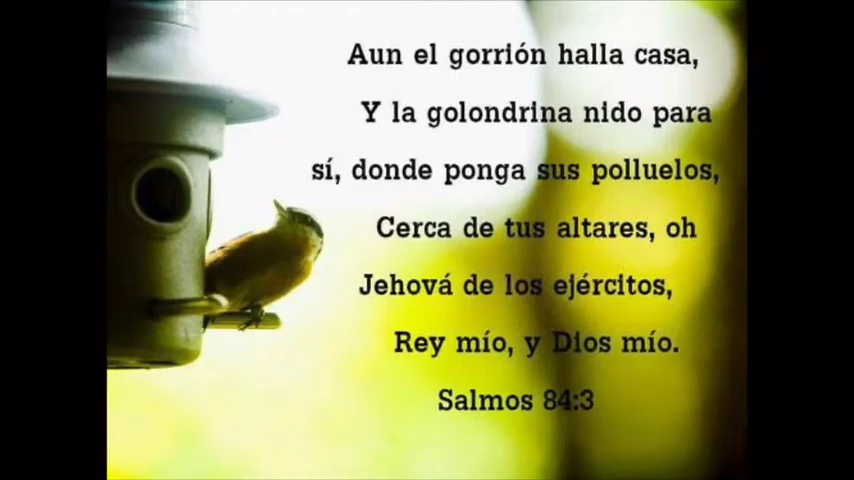 Aun el gorrión halla casa,
Y la golondrina nido para
sí, donde ponga sus polluelos,
Cerca de tus altares, oh
Jehová de los ejércitos,
Rey mío, y Dios mío.
Salmos 84:3